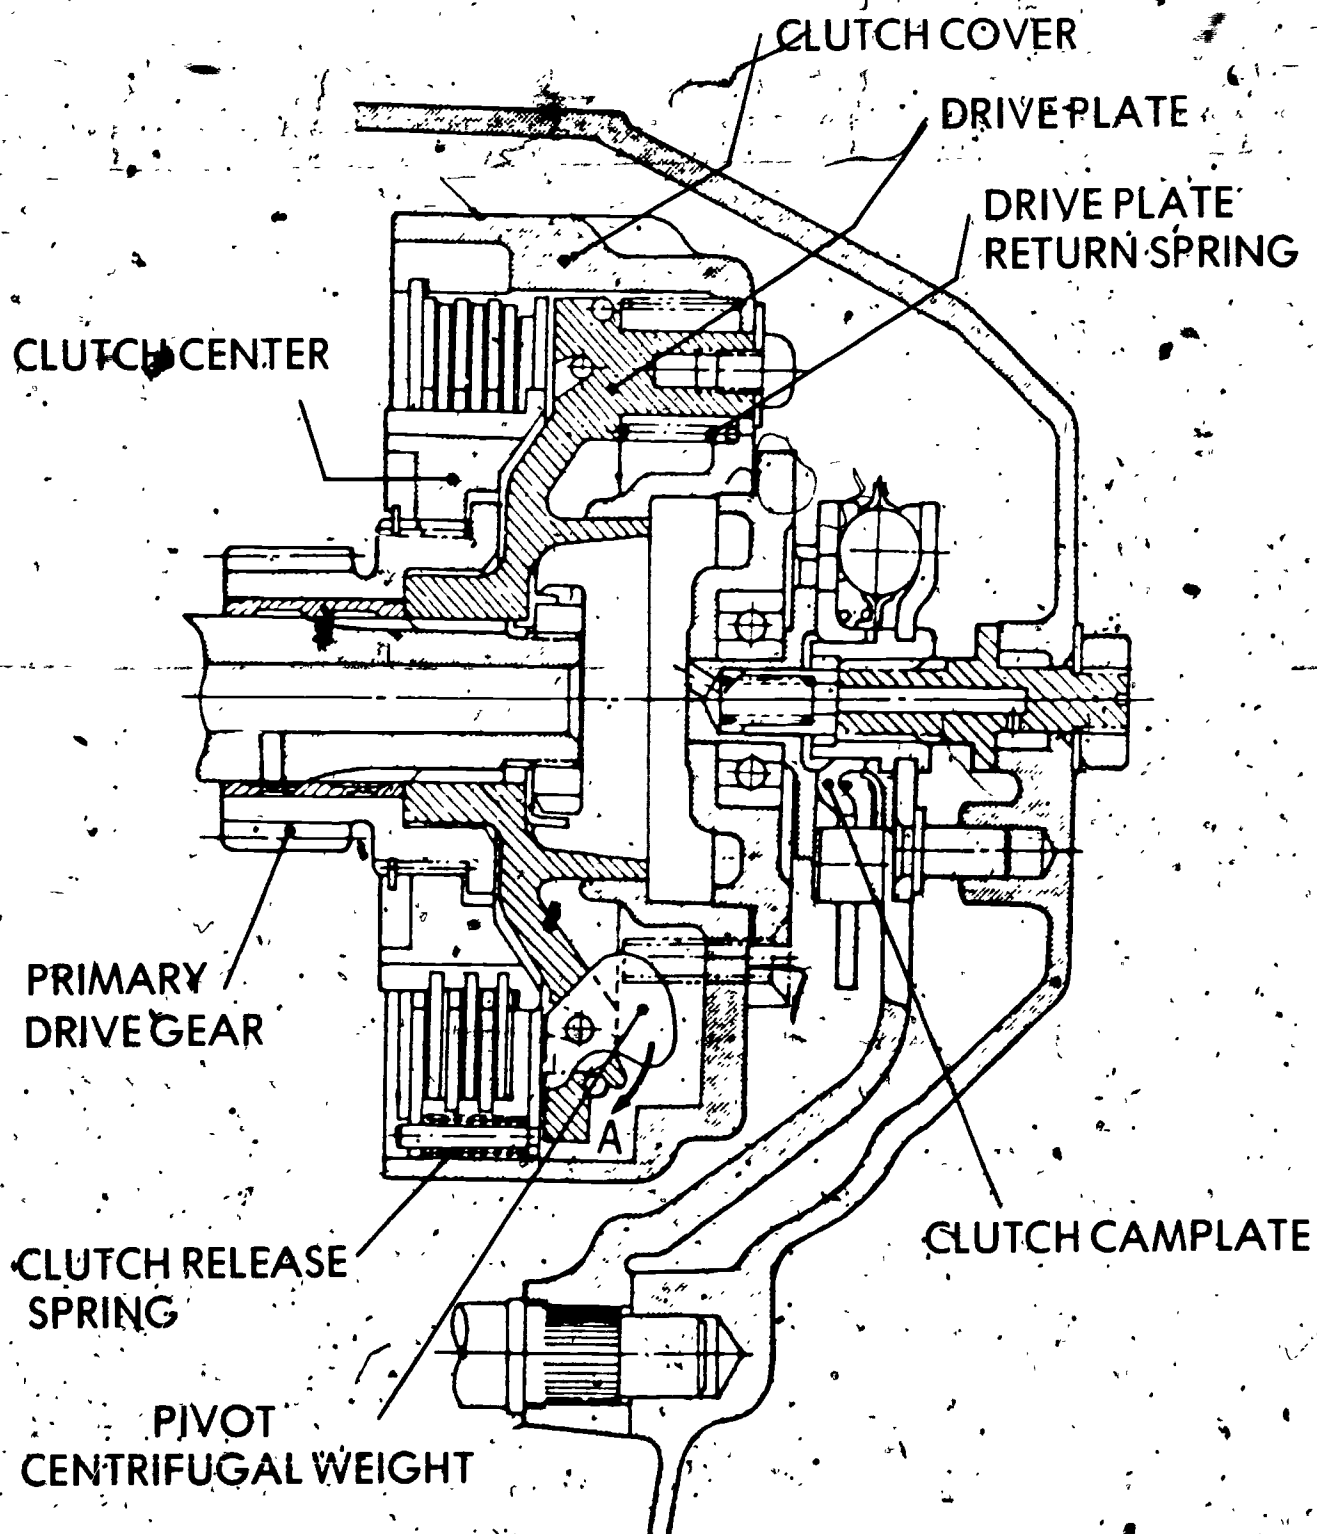 CLUTCH COVER
DRIVE PLATE
DRIVE PLATE
RETURN SPRING
CLUTCH CENTER
PRIMARY
DRIVE GEAR
A
CLUTCH CAMPLATE
CLUTCH RELEASE
SPRING
PIVOT
CENTRIFUGAL WEIGHT